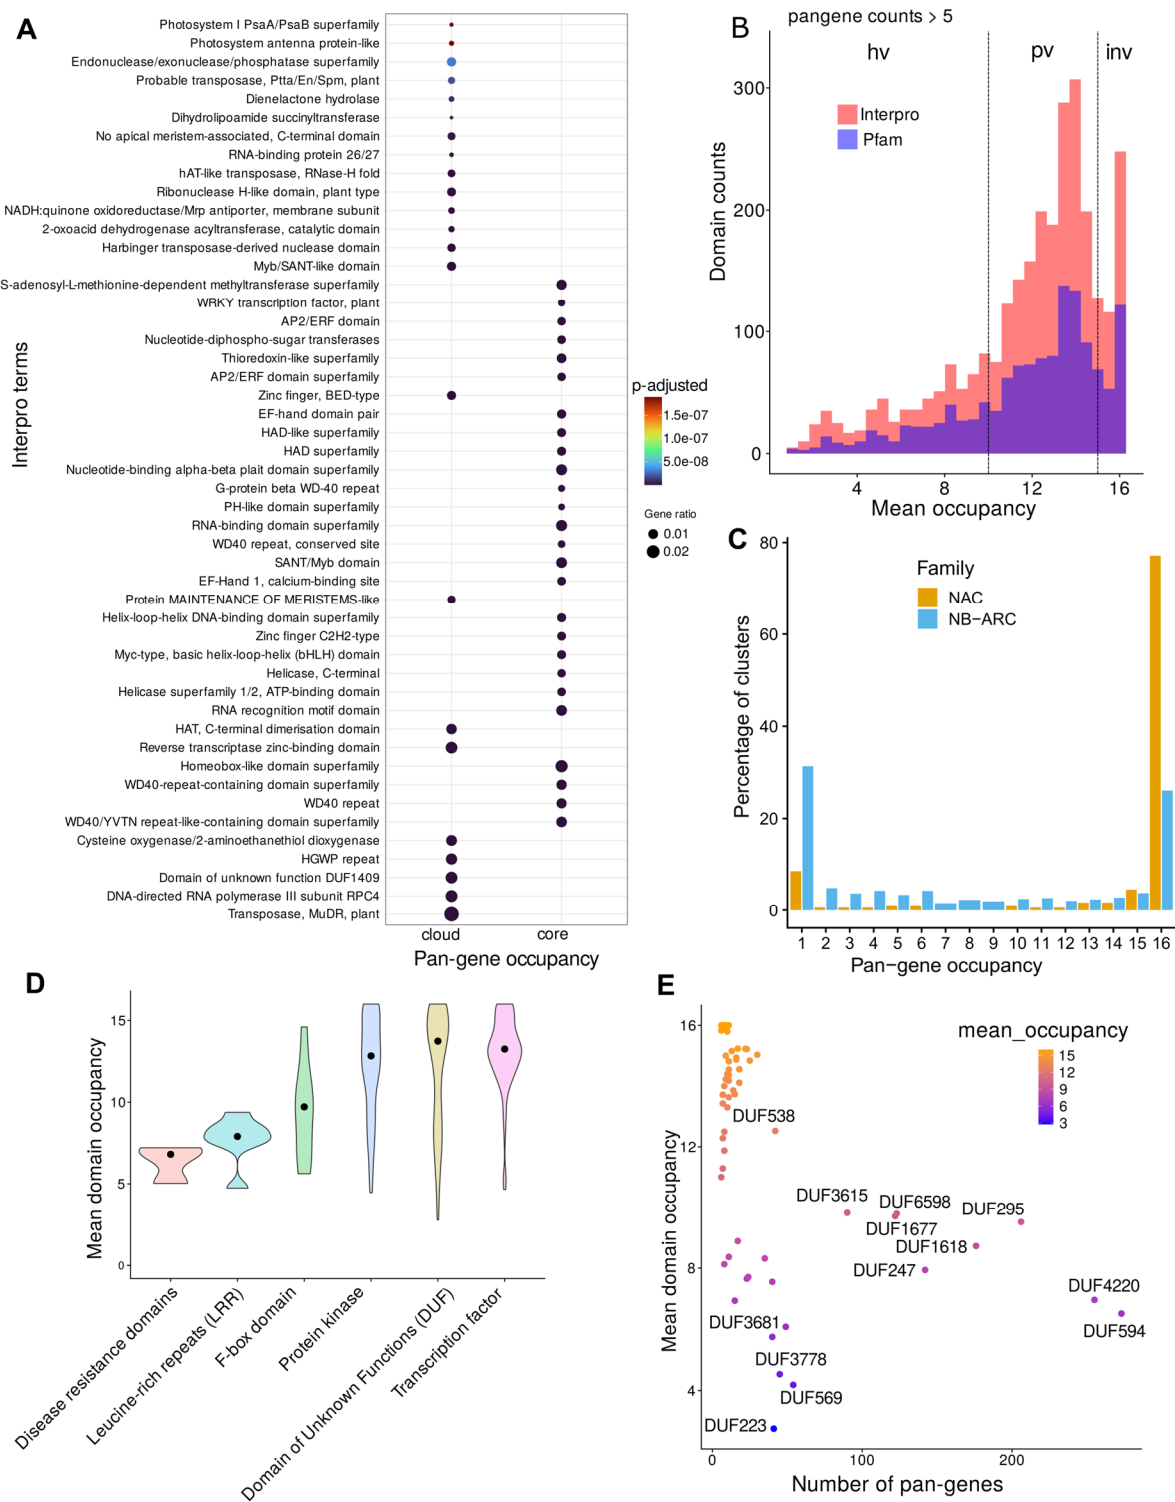 A
Photosystem I PsaA/PsaB superfamily
Photosystem antenna protein-like
Endonuclease/exonuclease/phosphatase superfamily
Probable transposase, Ptta/En/Spm, plant
Dienelactone hydrolase
Dihydrolipoamide succinyltransferase
No apical meristem-associated, C-terminal domain
RNA-binding protein 26/27
hAT-like transposase, RNase-H fold
Ribonuclease H-like domain, plant type
NADH:quinone oxidoreductase/Mrp antiporter, membrane subunit
2-oxoacid dehydrogenase acyltransferase, catalytic domain
Harbinger transposase-derived nuclease domain
Myb/SANT-like domain
S-adenosyl-L-methionine-dependent methyltransferase superfamily
WRKY transcription factor, plant
AP2/ERF domain
Nucleotide-diphospho-sugar transferases
Thioredoxin-like superfamily
AP2/ERF domain superfamily
Zinc finger, BED-type
EF-hand domain pair
HAD-like superfamily
HAD superfamily
Nucleotide-binding alpha-beta plait domain superfamily
G-protein beta WD-40 repeat
PH-like domain superfamily
RNA-binding domain superfamily
WD40 repeat, conserved site
SANT/Myb domain
EF-Hand 1, calcium-binding site
Protein MAINTENANCE OF MERISTEMS-like
Helix-loop-helix DNA-binding domain superfamily
Zinc finger C2H2-type
Myc-type, basic helix-loop-helix (bHLH) domain
Helicase, C-terminal
Helicase superfamily 1/2, ATP-binding domain
RNA recognition motif domain
HAT, C-terminal dimerisation domain
Reverse transcriptase zinc-binding domain
Homeobox-like domain superfamily
WD40-repeat-containing domain superfamily
WD40 repeat
WD40/YVTN repeat-like-containing domain superfamily
Cysteine oxygenase/2-aminoethanethiol dioxygenase
HGWP repeat
Domain of unknown function DUF1409
DNA-directed RNA polymerase III subunit RPC4
Transposase, MuDR, plant
Interpro terms
cloud
core
Pan-gene occupancy
p-adjusted
1.5e-07
1.0e-07
5.0e-08
Gene ratio
0.01
0.02
B
pangene counts > 5
hv
pv
inv
Interpro
Pfam
Domain counts
300
200
100
0
4
8
12
16
Mean occupancy
C
Family
NAC
NB-ARC
Percentage of clusters
80
60
40
20
0
1 2 3 4 5 6 7 8 9 10 11 12 13 14 15 16
Pan-gene occupancy
D
Mean domain occupancy
15
10
5
0
Disease resistance domains
Leucine-rich repeats (LRR)
F-box domain
Protein kinase
Domain of Unknown Functions (DUF)
Transcription factor
E
mean_occupancy
15
12
9
6
3
Mean domain occupancy
16
12
8
4
DUF538
DUF3615
DUF6598
DUF295
DUF1677
DUF1618
DUF247
DUF4220
DUF594
DUF3681
DUF3778
DUF569
DUF223
0
100
200
Number of pan-genes